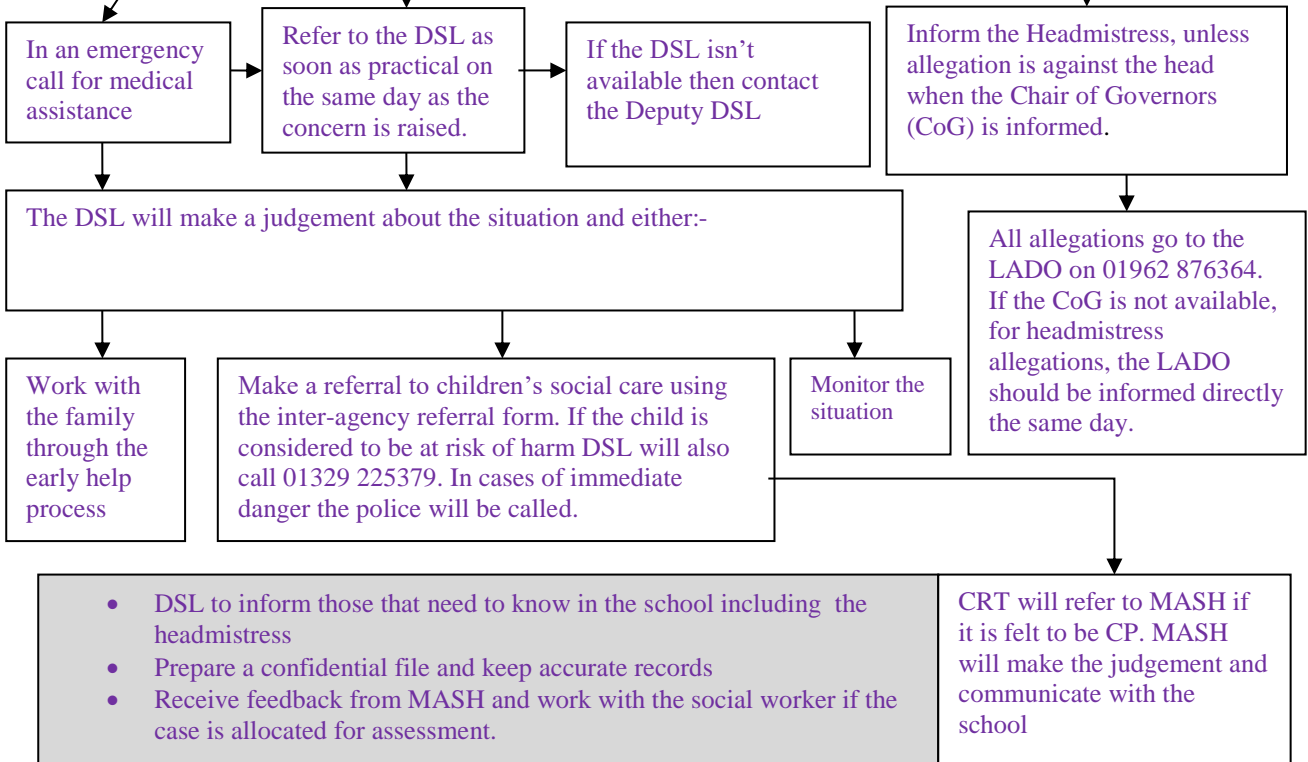 In an emergency
call for medical
assistance
Refer to the DSL as
soon as practical on
the same day as the
concern is raised.
If the DSL isn't
available then contact
the Deputy DSL
Inform the Headmistress, unless
allegation is against the head
when the Chair of Governors
(CoG) is informed.
The DSL will make a judgement about the situation and either:-
All allegations go to the
LADO on 01962 876364.
If the CoG is not available,
for headmistress
allegations, the LADO
should be informed directly
the same day.
Work with
the family
through the
early help
process
Make a referral to children's social care using
the inter-agency referral form. If the child is
considered to be at risk of harm DSL will also
call 01329 225379. In cases of immediate
danger the police will be called.
Monitor the
situation
• DSL to inform those that need to know in the school including the
headmistress
• Prepare a confidential file and keep accurate records
• Receive feedback from MASH and work with the social worker if the
case is allocated for assessment.
CRT will refer to MASH if
it is felt to be CP. MASH
will make the judgement and
communicate with the
school